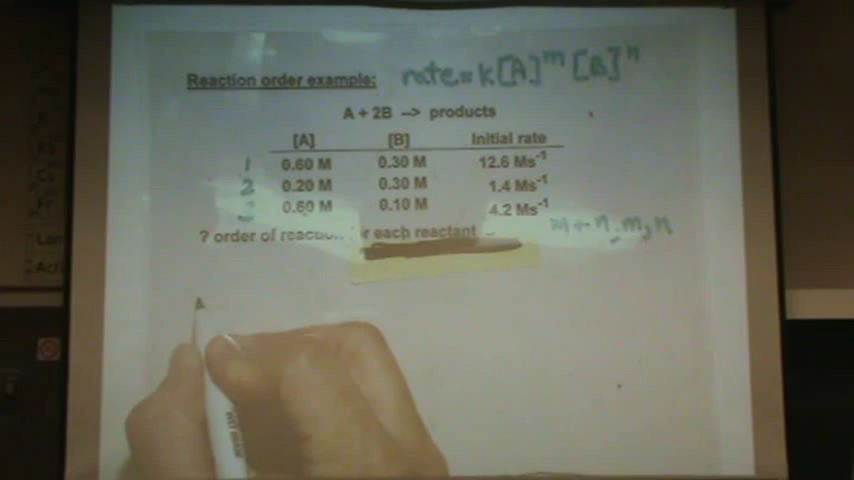 Reaction order example: rate = k[A]^m [B]^n
A + 2B --> products
[A] [B] Initial rate
1 0.60 M 0.30 M 12.6 Ms-1
2 0.20 M 0.30 M 1.4 Ms-1
3 0.60 M 0.10 M 4.2 Ms-1
? order of reaction r each reactant m + n ; m, n